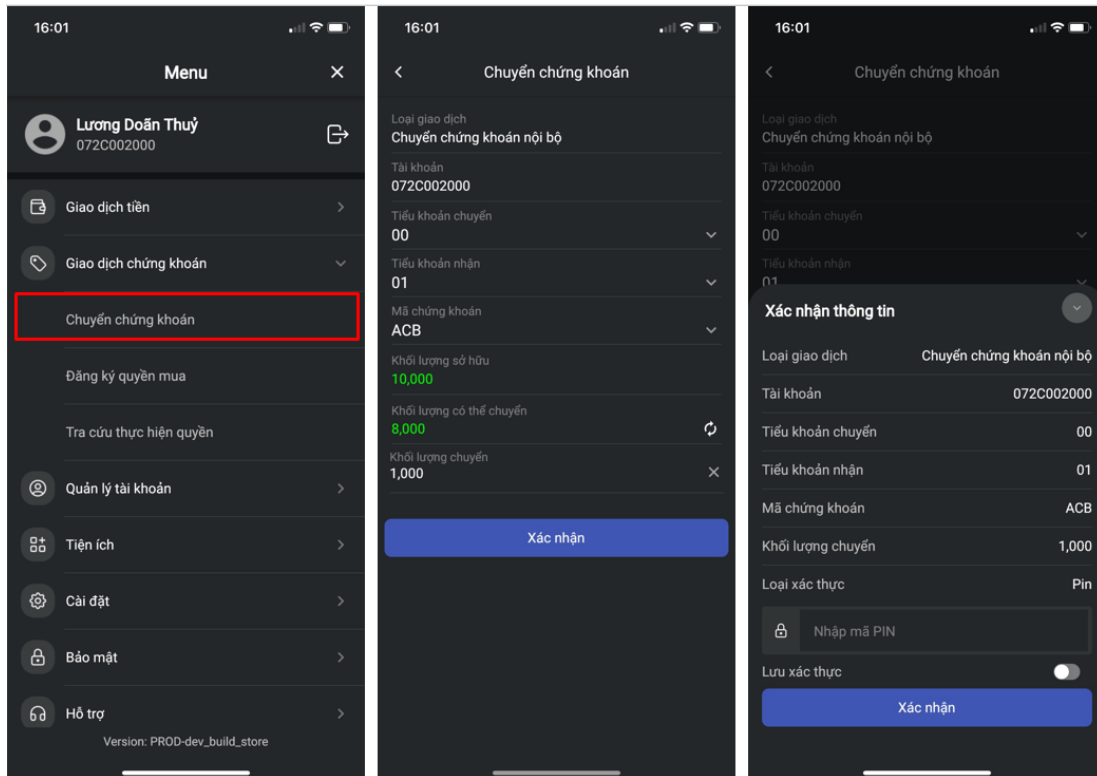 16:01
Menu
Lương Doãn Thuỷ
072C002000
Giao dịch tiền
Giao dịch chứng khoán
Chuyển chứng khoán
Đăng ký quyền mua
Tra cứu thực hiện quyền
Quản lý tài khoản
Tiện ích
Cài đặt
Bảo mật
Hỗ trợ
Version: PROD-dev_build_store
16:01
Chuyển chứng khoán
Loại giao dịch
Chuyển chứng khoán nội bộ
Tài khoản
072C002000
Tiểu khoản chuyển
00
Tiểu khoản nhận
01
Mã chứng khoán
ACB
Khối lượng sở hữu
10,000
Khối lượng có thể chuyển
8,000
Khối lượng chuyển
1,000
Xác nhận
16:01
Chuyển chứng khoán
Loại giao dịch
Chuyển chứng khoán nội bộ
Tài khoản
072C002000
Tiểu khoản chuyển
00
Tiểu khoản nhận
01
Xác nhận thông tin
Loại giao dịch Chuyển chứng khoán nội bộ
Tài khoản 072C002000
Tiểu khoản chuyển 00
Tiểu khoản nhận 01
Mã chứng khoán ACB
Khối lượng chuyển 1,000
Loại xác thực Pin
Nhập mã PIN
Lưu xác thực
Xác nhận